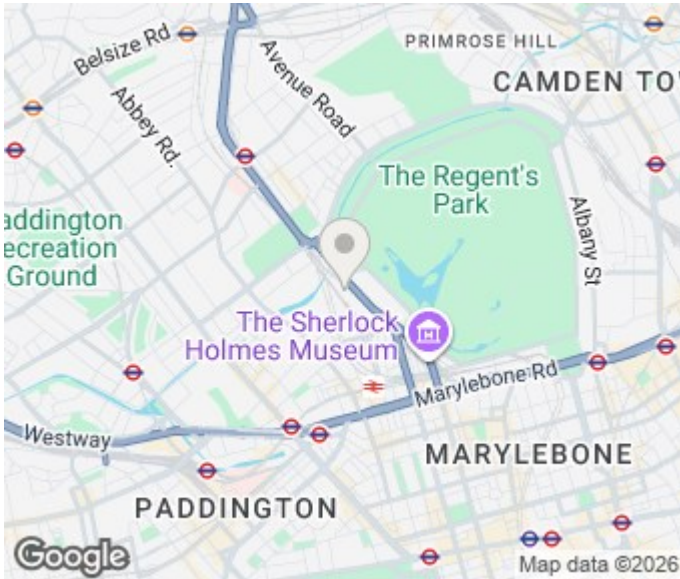 Belsize Rd
Avenue Road
PRIMROSE HILL
CAMDEN TO
Abbey Rd.
The Regent's
Park
addington
ecreation
Ground
Albany St
The Sherlock
Holmes Museum
Marylebone Rd
Westway
MARYLEBONE
PADDINGTON
Google
Map data ©2026